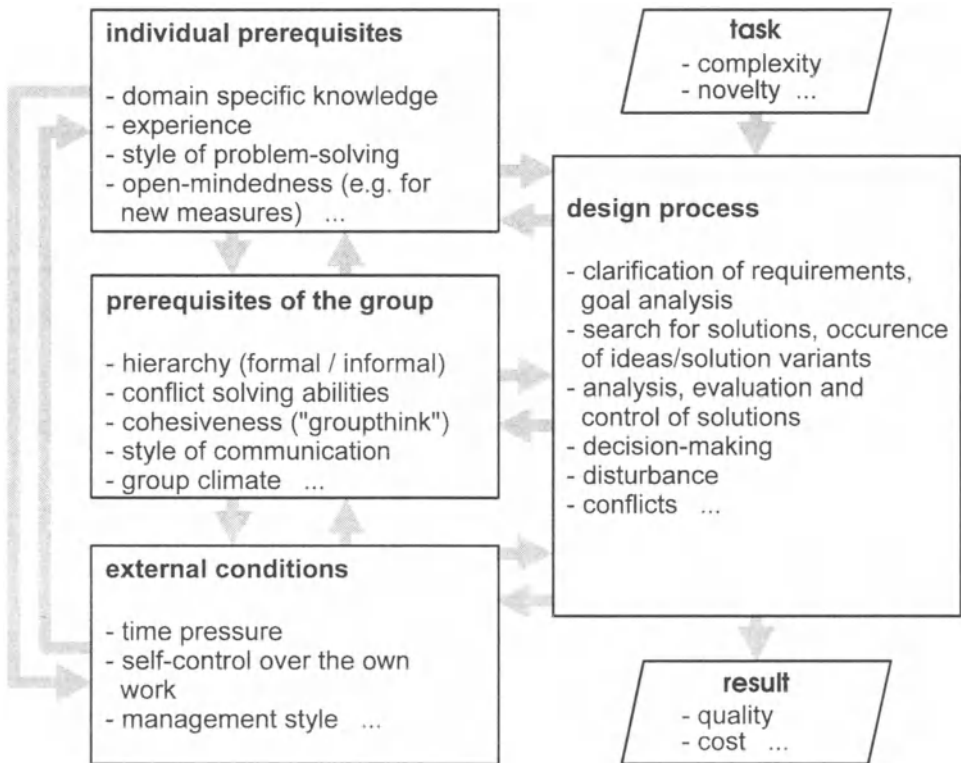 individual prerequisites
- domain specific knowledge
- experience
- style of problem-solving
- open-mindedness (e.g. for
new measures) ...
prerequisites of the group
- hierarchy (formal / informal)
- conflict solving abilities
- cohesiveness ("groupthink")
- style of communication
- group climate ...
external conditions
- time pressure
- self-control over the own
work
- management style ...
task
- complexity
- novelty ...
design process
- clarification of requirements,
goal analysis
- search for solutions, occurence
of ideas/solution variants
- analysis, evaluation and
control of solutions
- decision-making
- disturbance
- conflicts ...
result
- quality
- cost ...